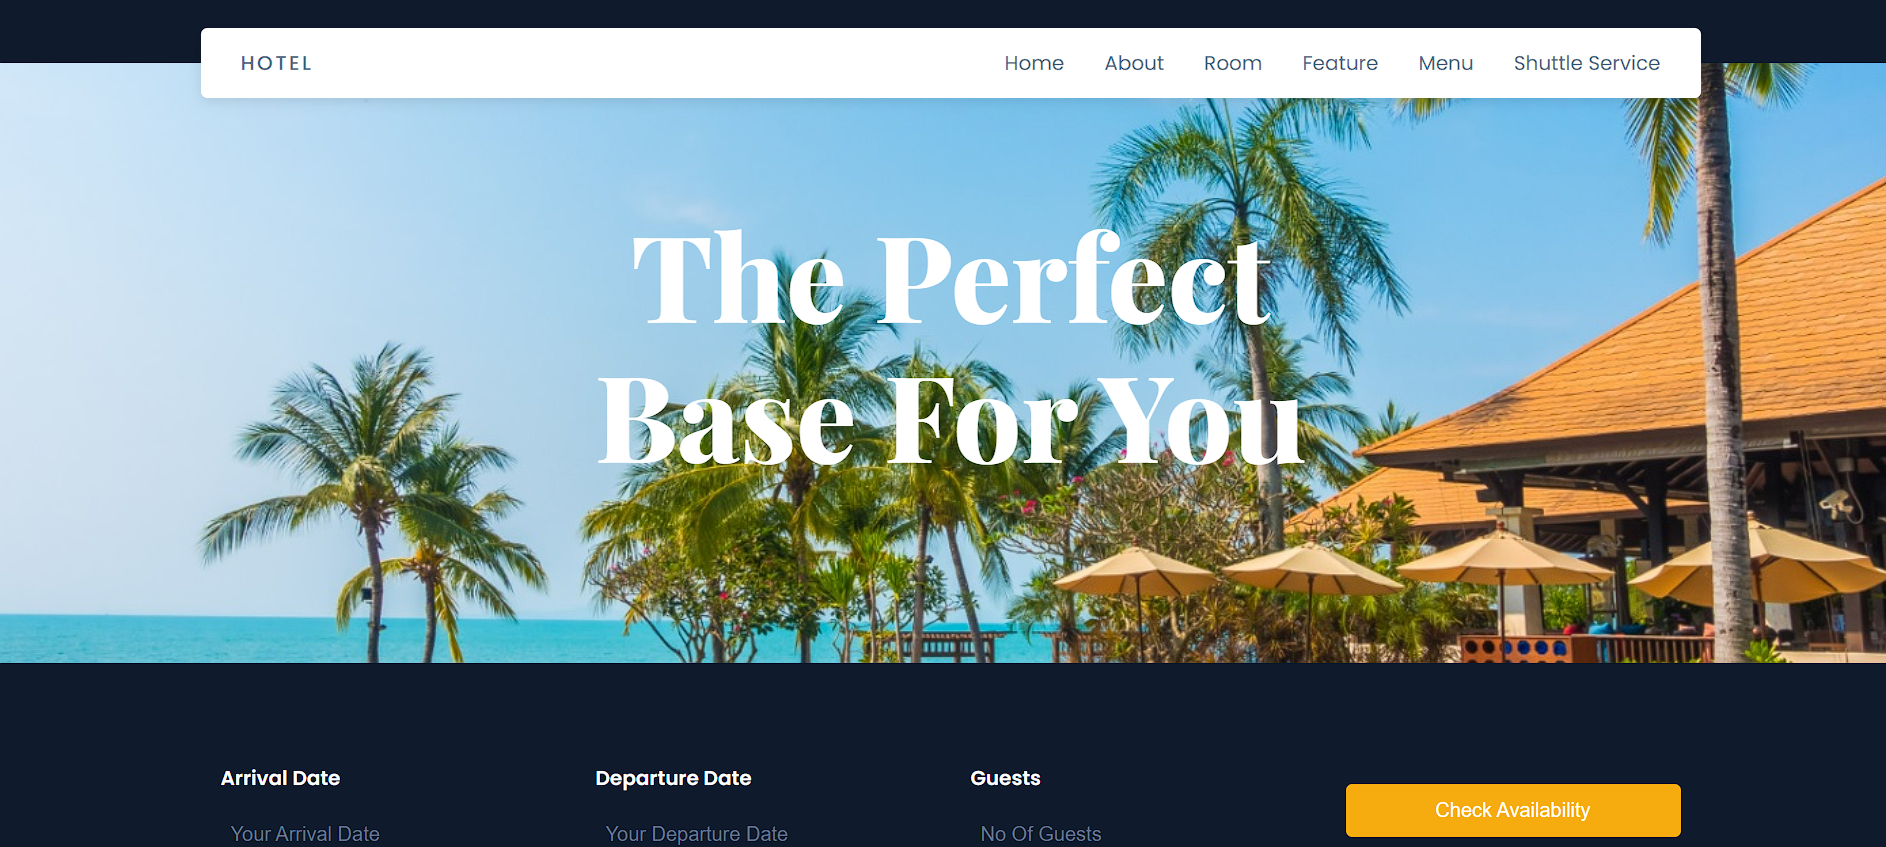 HOTEL Home About Room Feature Menu Shuttle Service
The Perfect
Base For You
Arrival Date Departure Date Guests
Check Availability
Your Arrival Date Your Departure Date No Of Guests